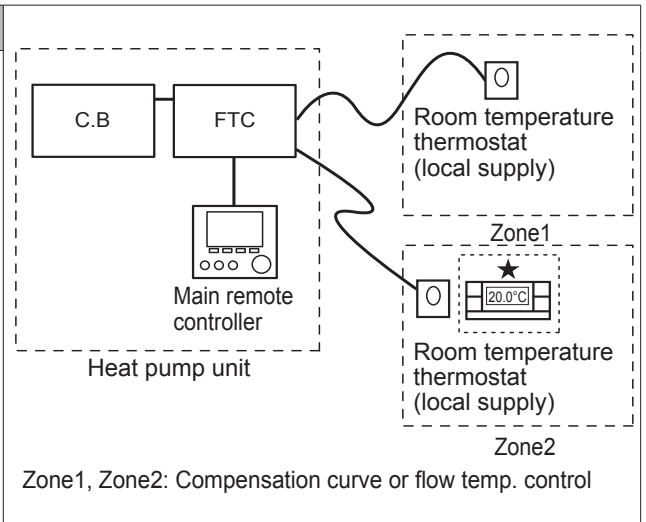 C.B
FTC
Main remote
controller
Heat pump unit
Room temperature
thermostat
(local supply)
Zone1
20.0°C
Room temperature
thermostat
(local supply)
Zone2
Zone1, Zone2: Compensation curve or flow temp. control